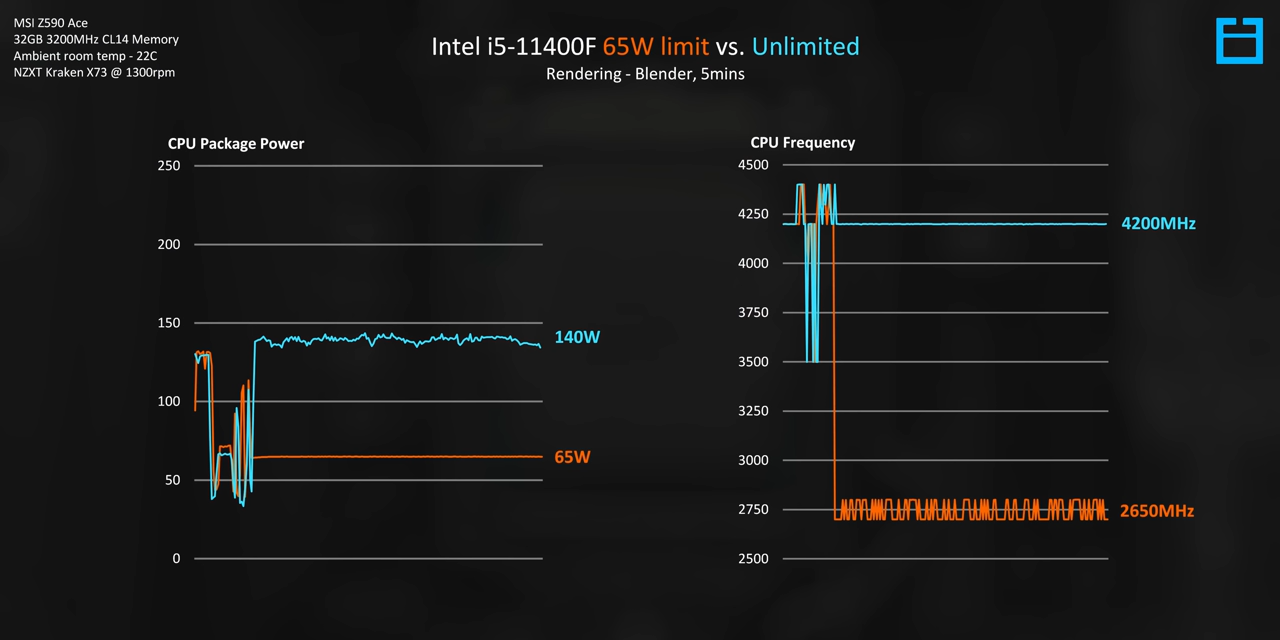 MSI Z590 Ace
32GB 3200MHz CL14 Memory
Ambient room temp - 22C
NZXT Kraken X73 @ 1300rpm
Intel i5-11400F 65W limit vs. Unlimited
Rendering - Blender, 5mins
CPU Package Power
250
200
150
100
50
0
140W
65W
CPU Frequency
4500
4250
4000
3750
3500
3250
3000
2750
2500
4200MHz
2650MHz